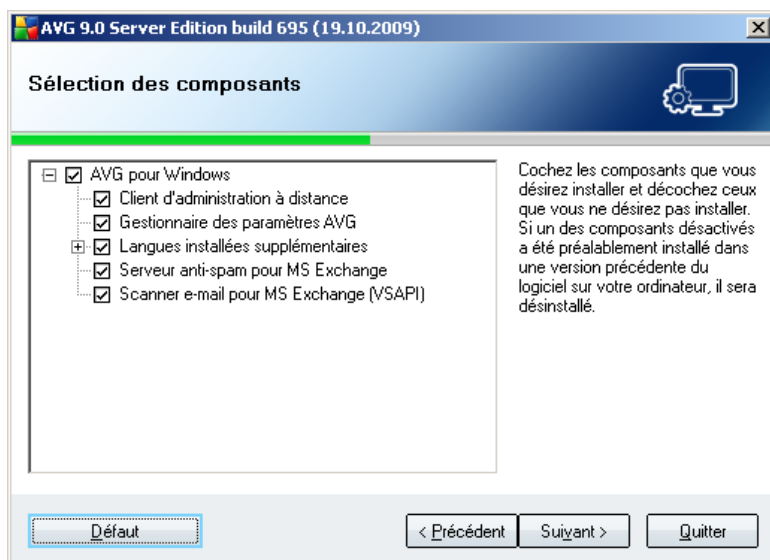 AVG 9.0 Server Edition build 695 (19.10.2009)
Sélection des composants
AVG pour Windows
Client d'administration à distance
Gestionnaire des paramètres AVG
Langues installées supplémentaires
Serveur anti-spam pour MS Exchange
Scanner e-mail pour MS Exchange (VSAPI)
Cochez les composants que vous
désirez installer et décochez ceux
que vous ne désirez pas installer.
Si un des composants désactivés
a été préalablement installé dans
une version précédente du
logiciel sur votre ordinateur, il sera
désinstallé.
Défaut
< Précédent
Suivant >
Quitter